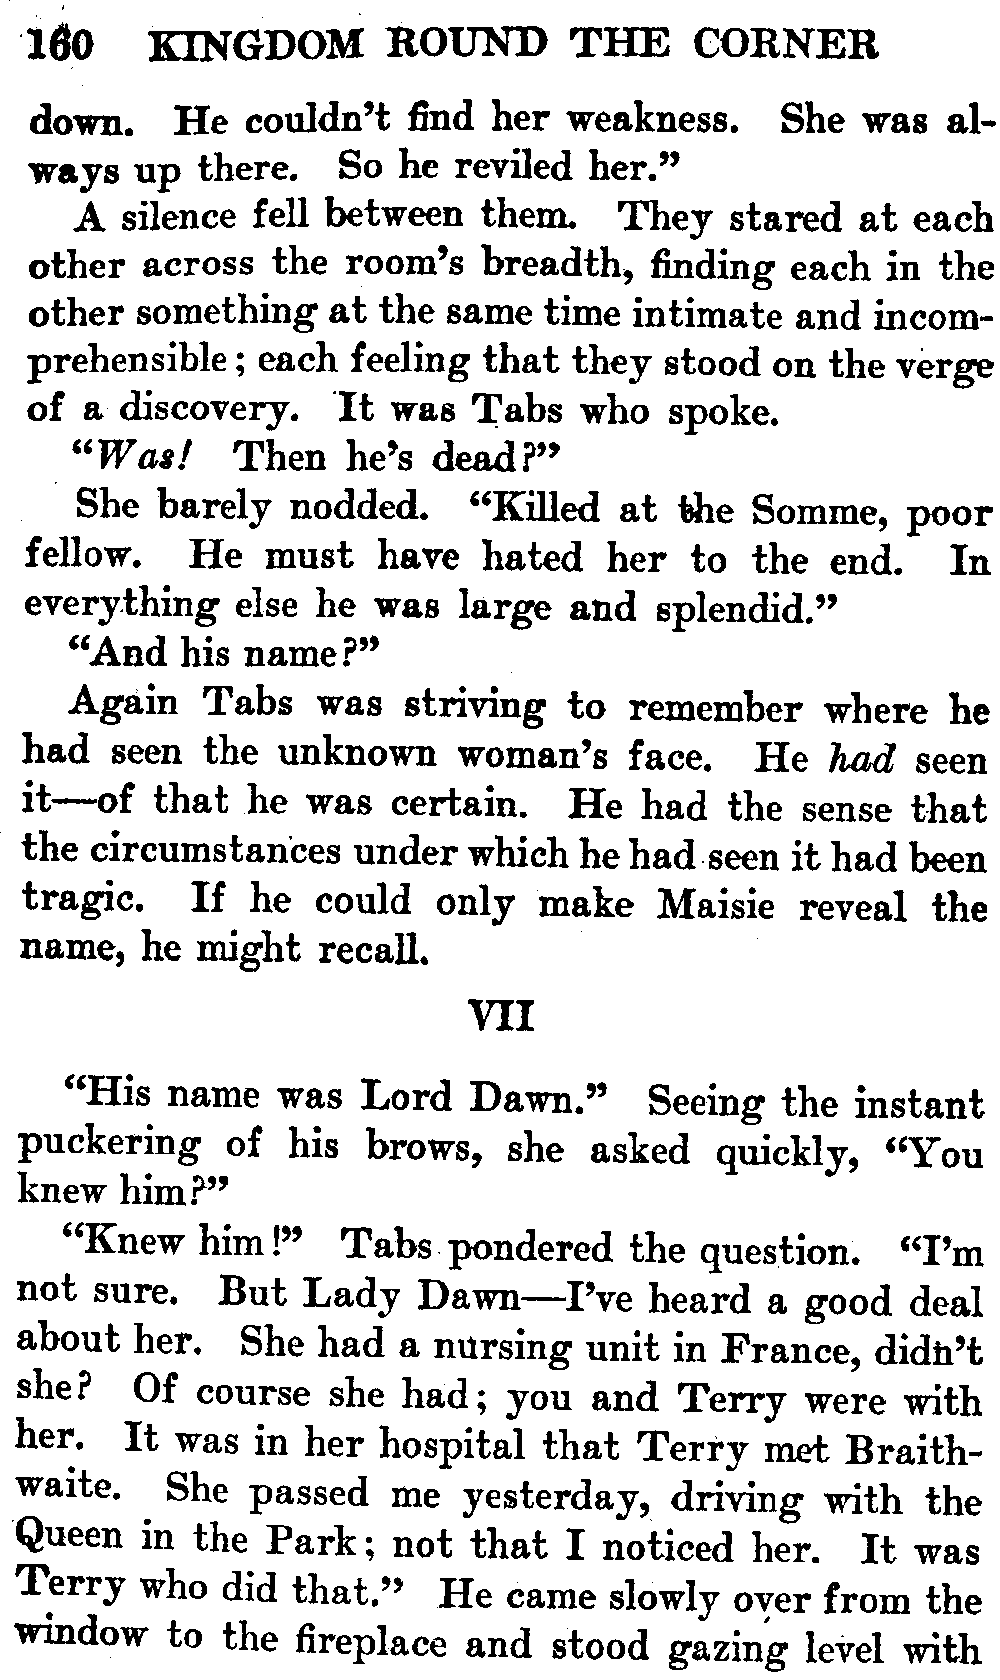 160 KINGDOM ROUND THE CORNER
down. He couldn't find her weakness. She was al-
ways up there. So he reviled her."
A silence fell between them. They stared at each
other across the room's breadth, finding each in the
other something at the same time intimate and incom-
prehensible; each feeling that they stood on the verge
of a discovery. It was Tabs who spoke.
"Was! Then he's dead?"
She barely nodded. "Killed at the Somme, poor
fellow. He must have hated her to the end. In
everything else he was large and splendid."
"And his name?"
Again Tabs was striving to remember where he
had seen the unknown woman's face. He had seen
it—of that he was certain. He had the sense that
the circumstances under which he had seen it had been
tragic. If he could only make Maisie reveal the
name, he might recall.
VII
"His name was Lord Dawn." Seeing the instant
puckering of his brows, she asked quickly, "You
knew him?"
"Knew him!" Tabs pondered the question. "I'm
not sure. But Lady Dawn—I've heard a good deal
about her. She had a nursing unit in France, didn't
she? Of course she had; you and Terry were with
her. It was in her hospital that Terry met Braith-
waite. She passed me yesterday, driving with the
Queen in the Park; not that I noticed her. It was
Terry who did that." He came slowly over from the
window to the fireplace and stood gazing level with